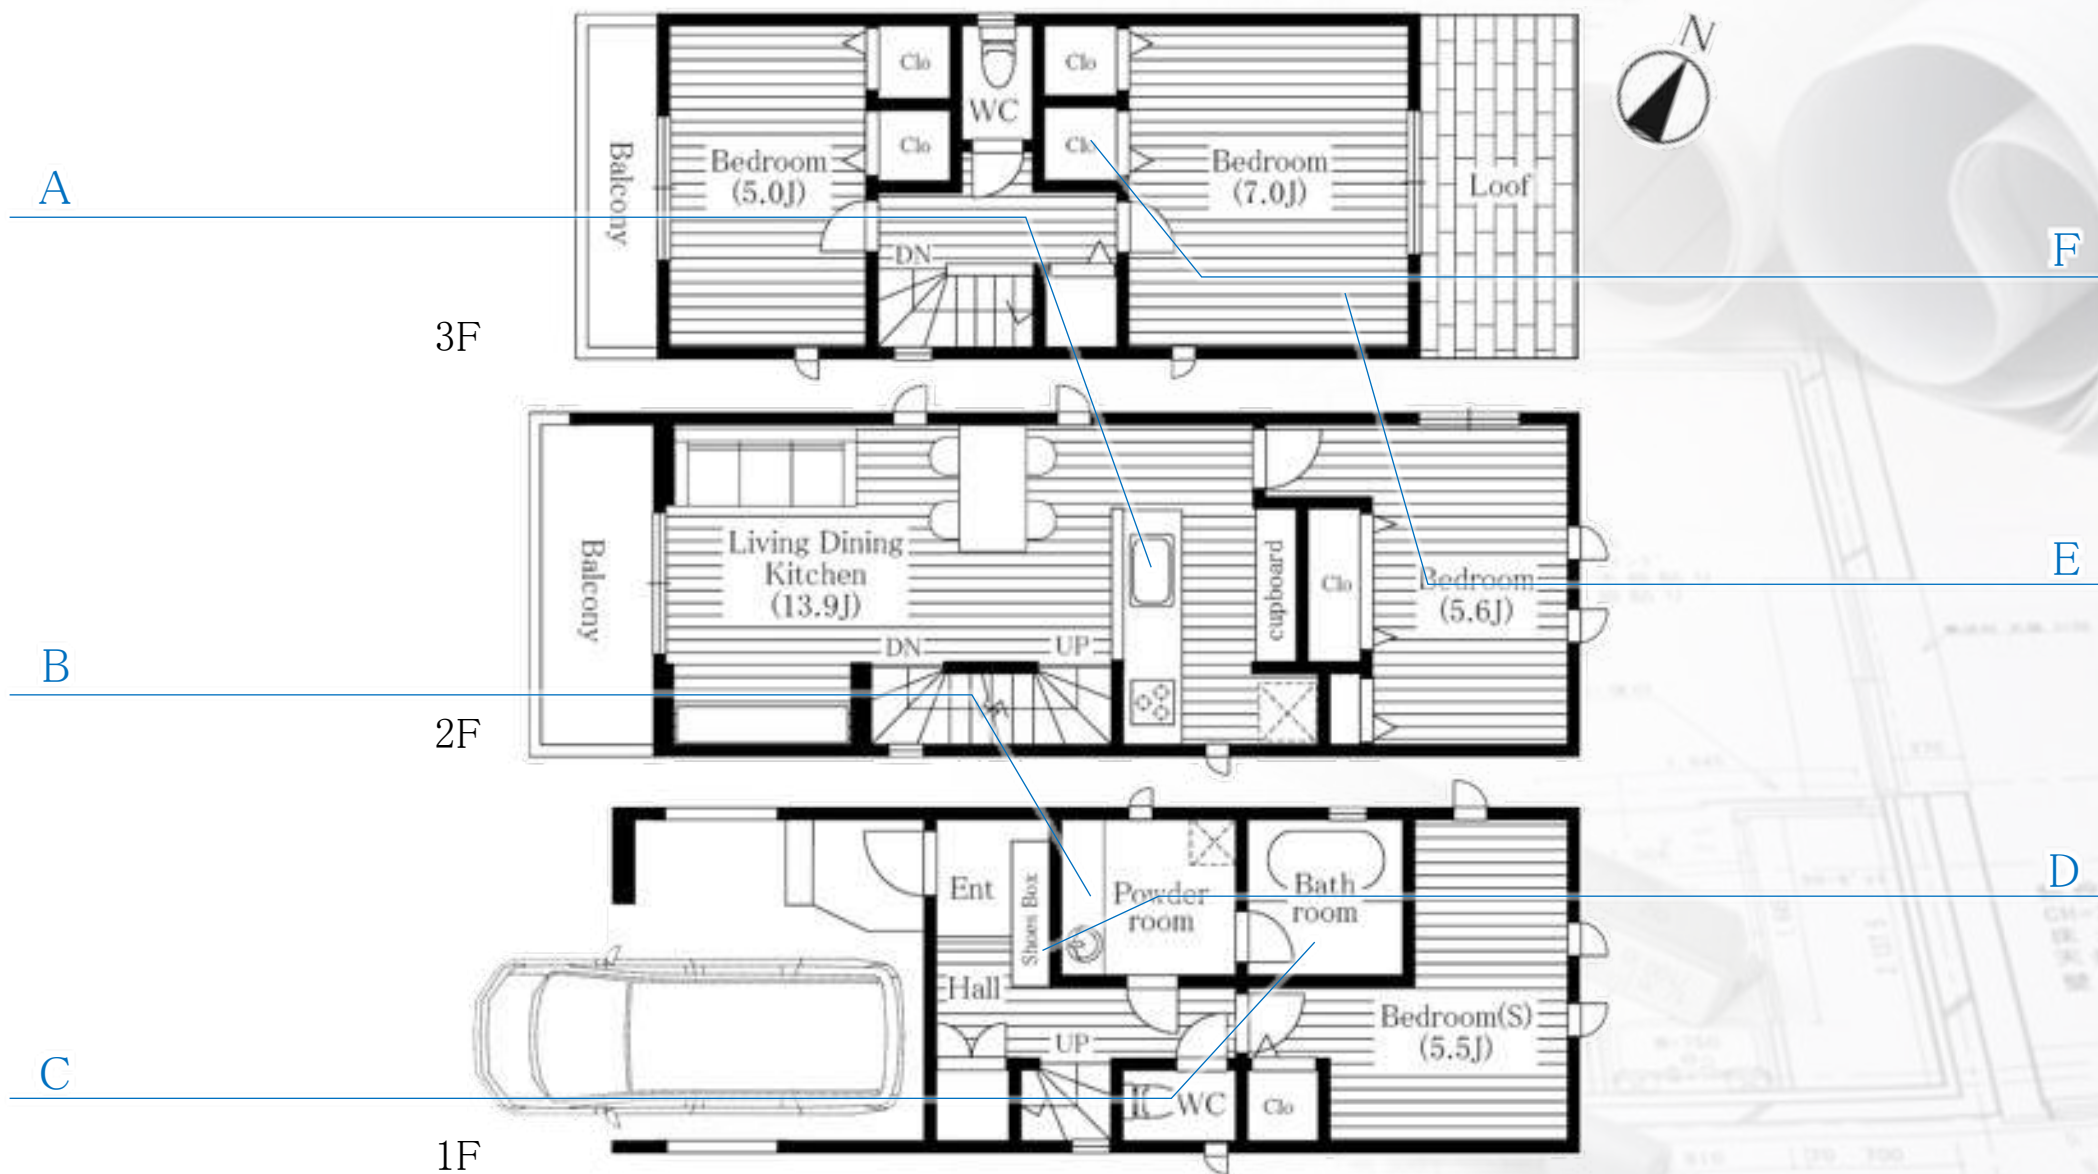 N
Clo
WC
Clo
Clo
Clo
Balcony
Bedroom
(5.0J)
Bedroom
(7.0J)
Loof
A
DN
F
3F
Living Dining
Kitchen
(13.9J)
Balcony
cupboard
Clo
Bedroom
(5.6J)
E
DN
UP
B
2F
Ent
Shoes Box
Powder
room
Bath
room
D
Hall
Bedroom(S)
(5.5J)
UP
C
WC
Clo
1F